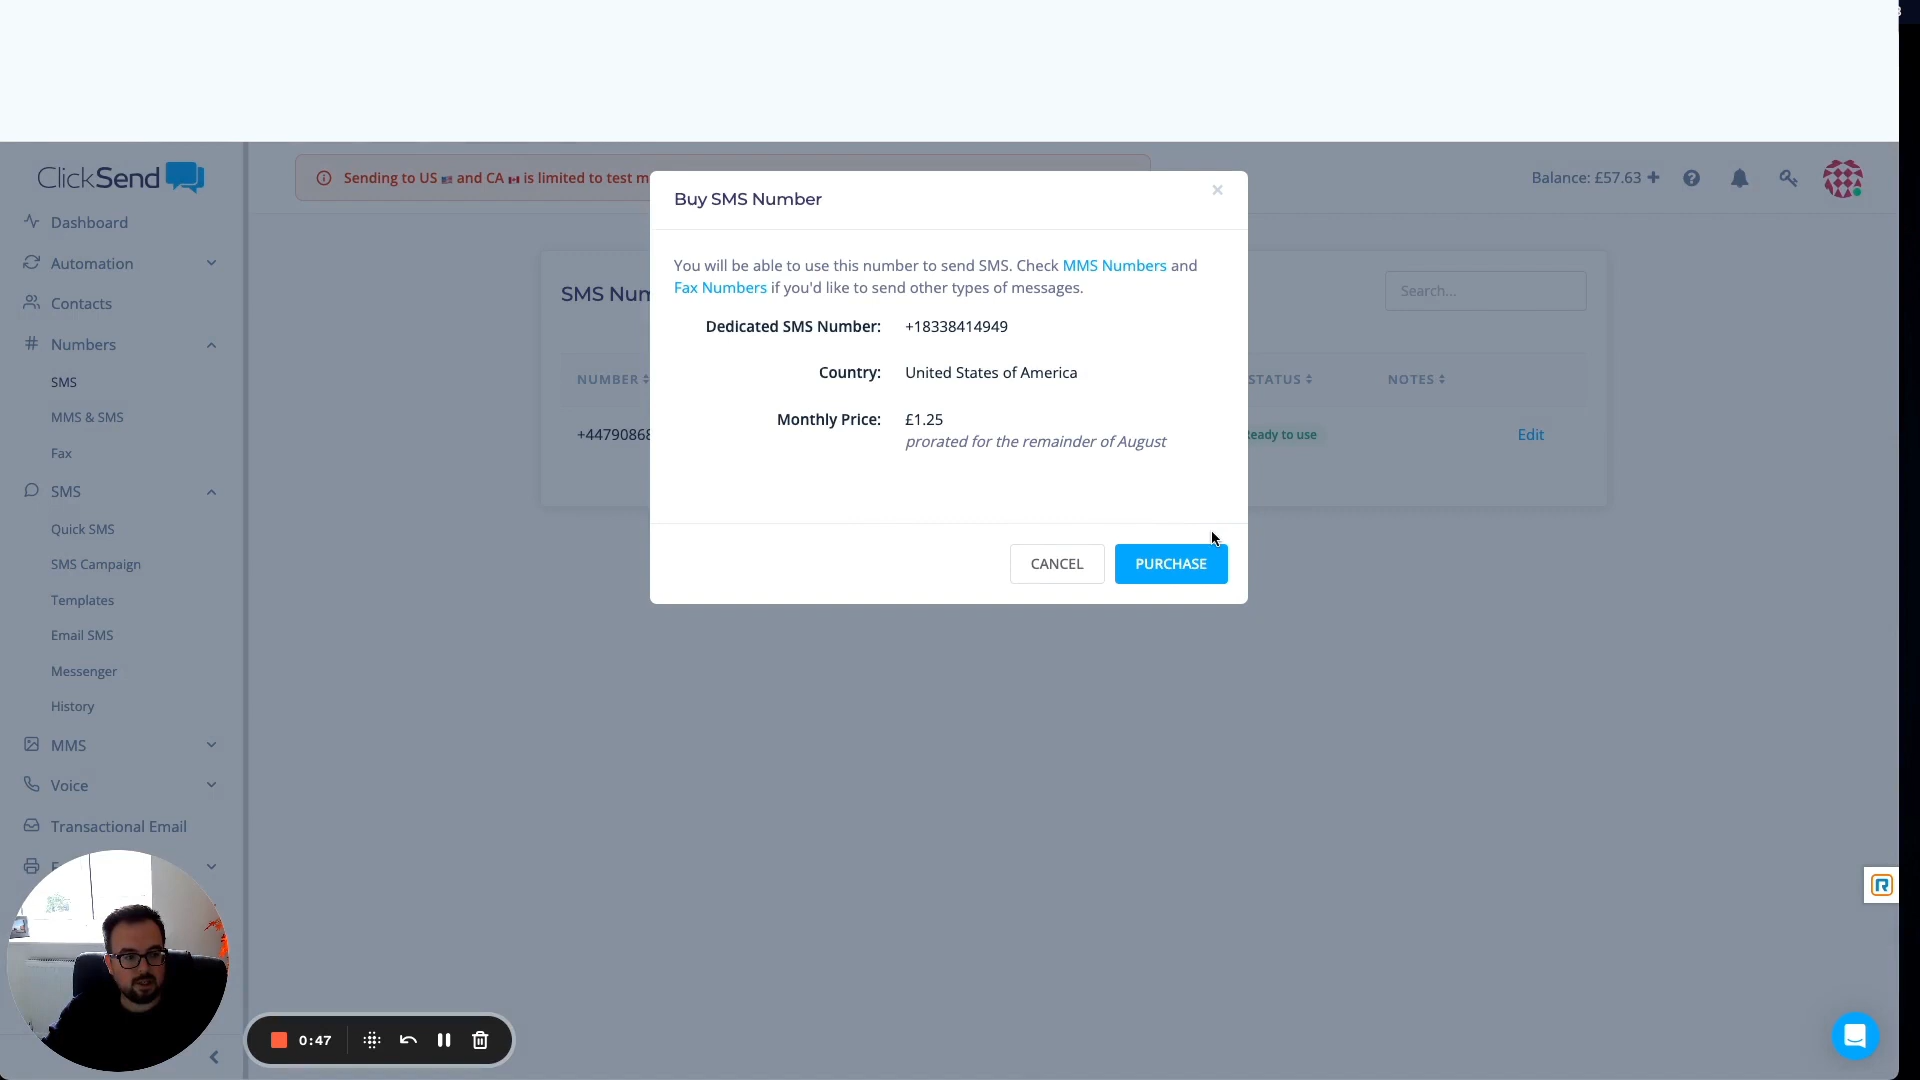 ClickSend
Sending to US and CA is limited to test m
Balance: £57.63 +
Dashboard
Automation
Contacts
Numbers
SMS
MMS & SMS
Fax
SMS
Quick SMS
SMS Campaign
Templates
Email SMS
Messenger
History
MMS
Voice
Transactional Email
SMS Num
Search...
NUMBER
STATUS
NOTES
+44790868
Ready to use
Edit
Buy SMS Number
You will be able to use this number to send SMS. Check MMS Numbers and
Fax Numbers if you'd like to send other types of messages.
Dedicated SMS Number: +18338414949
Country: United States of America
Monthly Price: £1.25
prorated for the remainder of August
CANCEL
PURCHASE
0:47